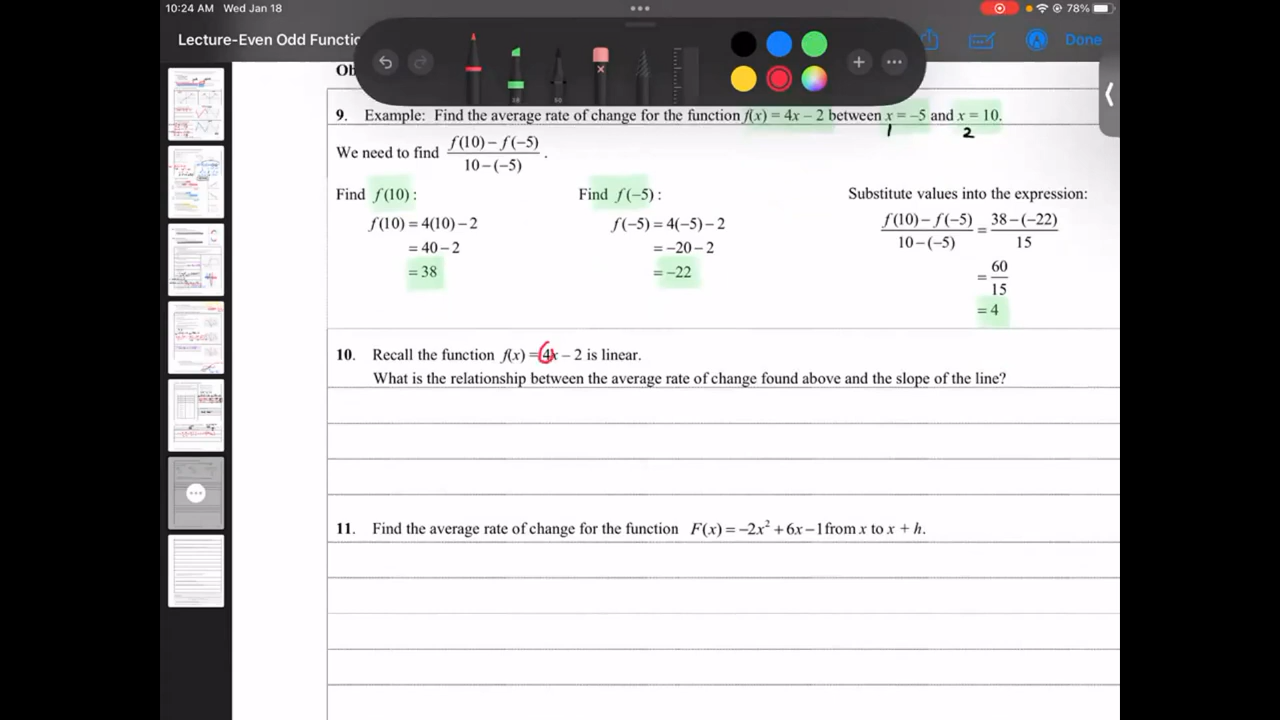 10:24 AM Wed Jan 18
78%
Lecture-Even Odd Functio
Done
Ob
9. Example: Find the average rate of change for the function f(x) = 4x – 2 between x = –5 and x = 10.
1 2
We need to find f(10) – f(–5) / 10 – (–5) .
Find f(10) : Find f(–5) : Substitute values into the expression:
f(10) = 4(10) – 2 f(–5) = 4(–5) – 2 f(10) – f(–5) / 10 – (–5) = 38 – (–22) / 15
= 40 – 2 = –20 – 2 = 60 / 15
= 38 = –22 = 4
10. Recall the function f(x) = 4x – 2 is linear.
What is the relationship between the average rate of change found above and the slope of the line?
11. Find the average rate of change for the function F(x) = –2x² + 6x – 1 from x to x + h.